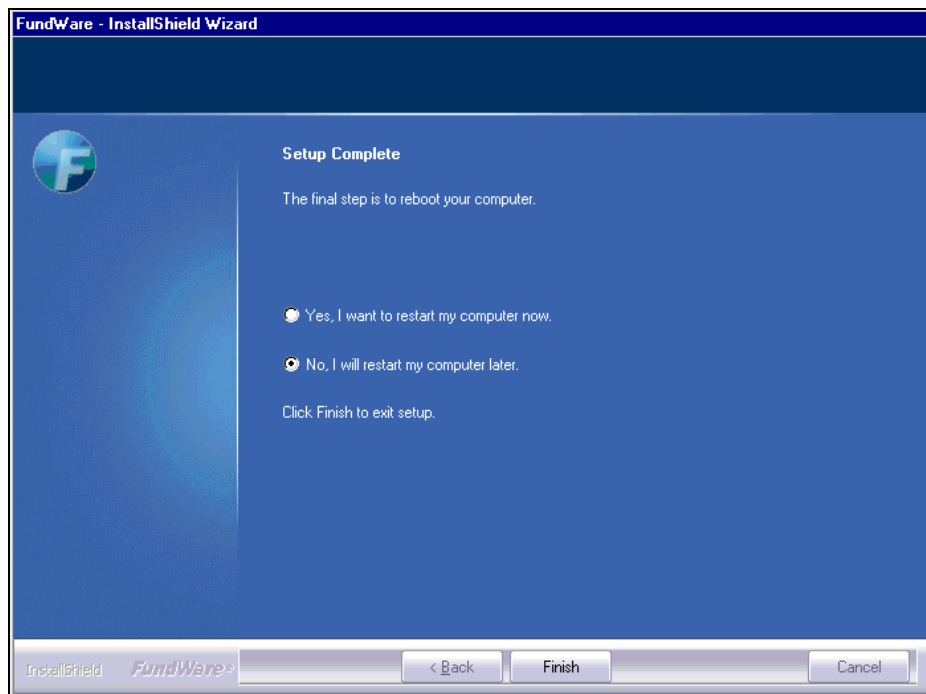 FundWare - InstallShield Wizard
F
Setup Complete
The final step is to reboot your computer.
Yes, I want to restart my computer now.
No, I will restart my computer later.
Click Finish to exit setup.
InstallShield FundWare®
< Back Finish Cancel